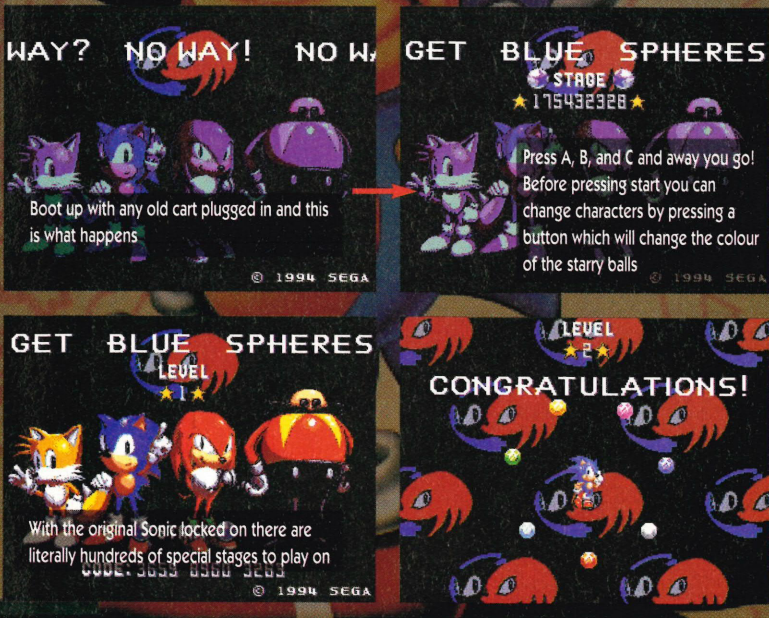 WAY? NO WAY! NO
Boot up with any old cart plugged in and this
is what happens
© 1994 SEGA
GET BLUE SPHERES
STAGE
175432328
Press A, B, and C and away you go!
Before pressing start you can
change characters by pressing a
button which will change the colour
of the starry balls
© 1994 SEGA
GET BLUE SPHERES
LEVEL
1
With the original Sonic locked on there are
literally hundreds of special stages to play on
CODE:
© 1994 SEGA
LEVEL
2
CONGRATULATIONS!